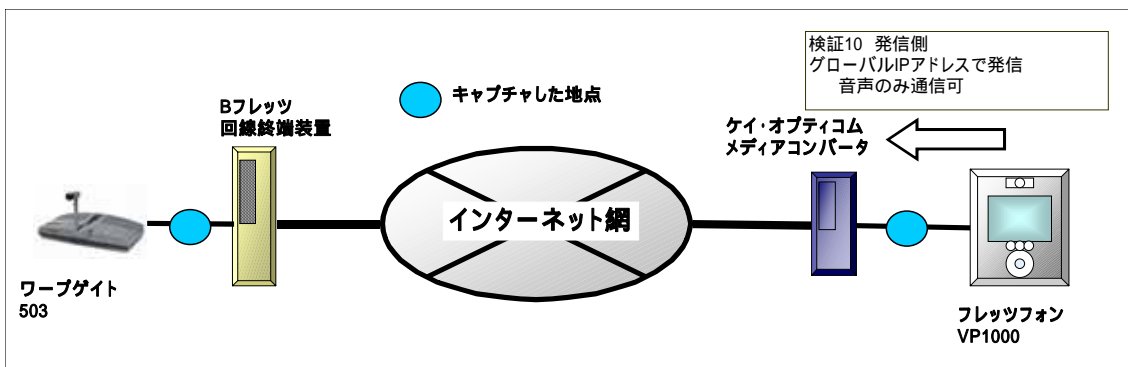 検証10 発信側
グローバルIPアドレスで発信
音声のみ通信可
キャプチャした地点
Bフレッツ
回線終端装置
ケイ・オプティコム
メディアコンバータ
インターネット網
ワープゲイト
503
フレッツフォン
VP1000